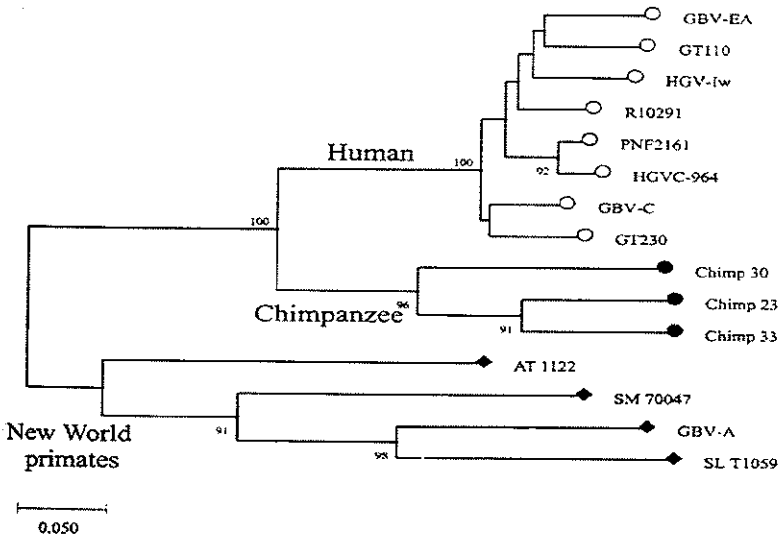 GBV-EA
GT110
HGV-Iw
R10291
Human
100
PNF2161
92
HGVC-964
GBV-C
100
GT230
Chimp 30
96
Chimpanzee
Chimp 23
91
Chimp 33
AT 1122
SM 70047
New World
primates
91
GBV-A
98
SL T1059
0.050